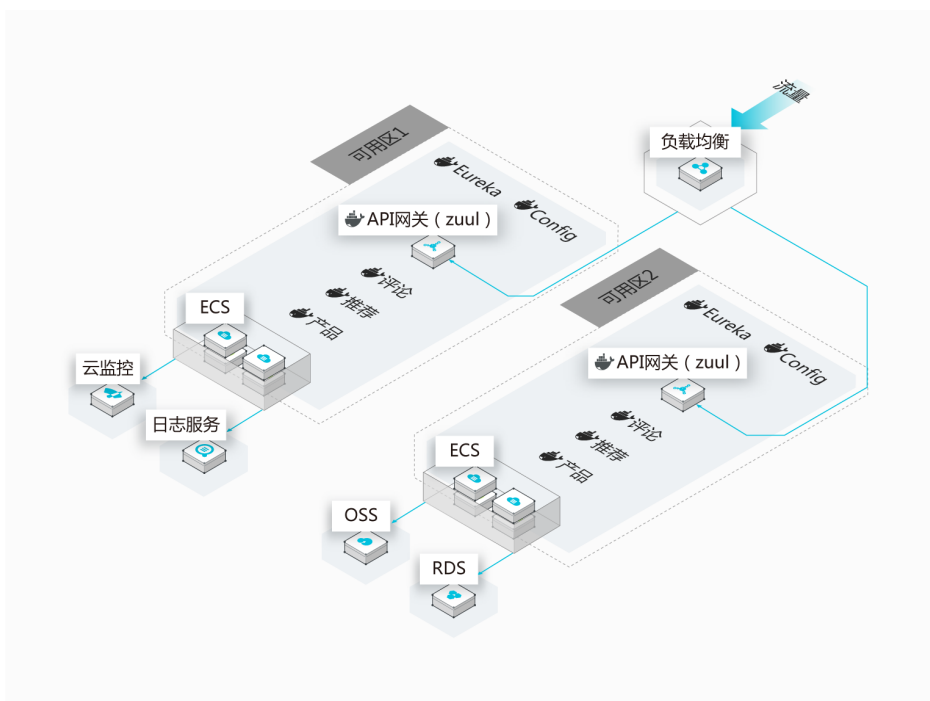 流量
负载均衡
可用区1
Eureka
Config
API网关（zuul）
评论
推荐
产品
ECS
云监控
日志服务
可用区2
Eureka
Config
API网关（zuul）
评论
推荐
产品
ECS
OSS
RDS